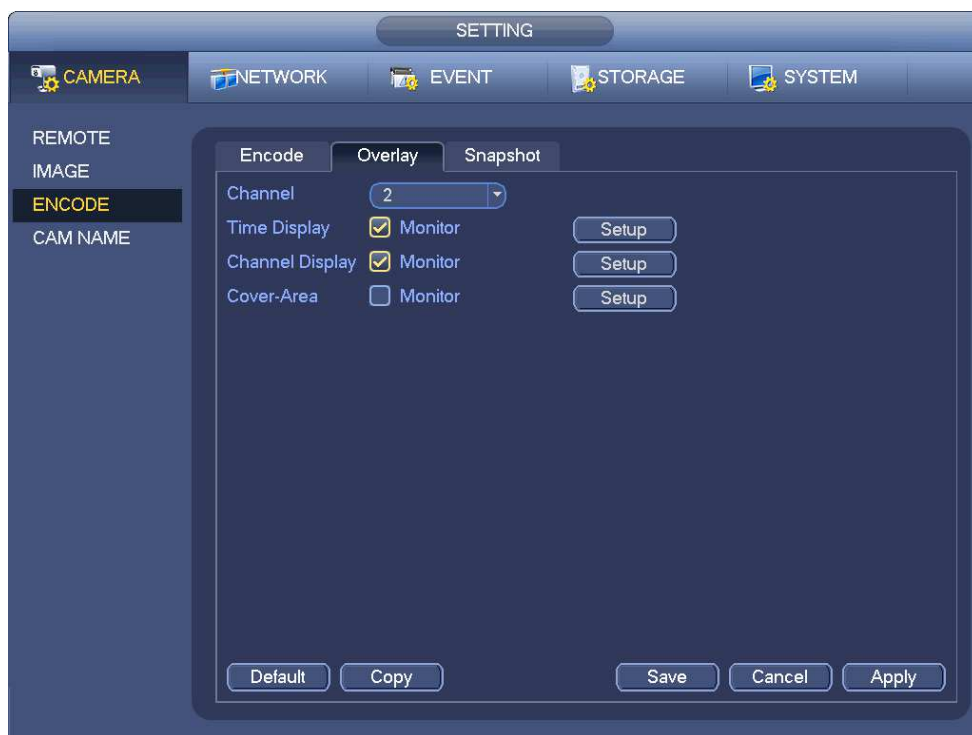 SETTING
CAMERA NETWORK EVENT STORAGE SYSTEM
REMOTE
IMAGE
ENCODE
CAM NAME
Encode Overlay Snapshot
Channel 2
Time Display Monitor Setup
Channel Display Monitor Setup
Cover-Area Monitor Setup
Default Copy Save Cancel Apply